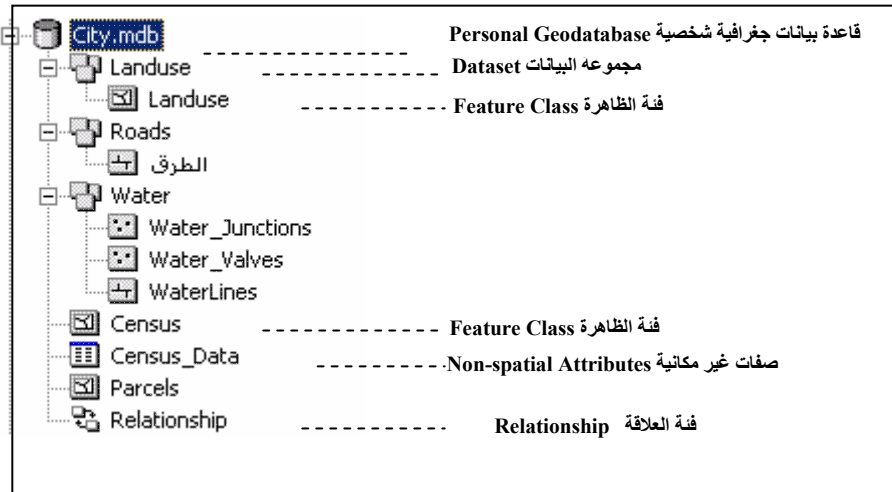 City.mdb قاعدة بيانات جغرافية شخصية Personal Geodatabase
Landuse مجموعه البيانات Dataset
Landuse فئة الظاهرة Feature Class
Roads
الطرق
Water
Water_Junctions
Water_Valves
WaterLines
Census فئة الظاهرة Feature Class
Census_Data صفات غير مكانية Non-spatial Attributes
Parcels
Relationship فئة العلاقة Relationship